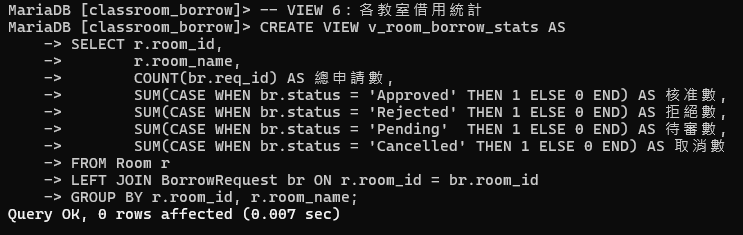 MariaDB [classroom_borrow]> -- VIEW 6：各教室借用統計
MariaDB [classroom_borrow]> CREATE VIEW v_room_borrow_stats AS
    -> SELECT r.room_id,
    ->        r.room_name,
    ->        COUNT(br.req_id) AS 總申請數,
    ->        SUM(CASE WHEN br.status = 'Approved' THEN 1 ELSE 0 END) AS 核准數,
    ->        SUM(CASE WHEN br.status = 'Rejected' THEN 1 ELSE 0 END) AS 拒絕數,
    ->        SUM(CASE WHEN br.status = 'Pending'  THEN 1 ELSE 0 END) AS 待審數,
    ->        SUM(CASE WHEN br.status = 'Cancelled' THEN 1 ELSE 0 END) AS 取消數
    -> FROM Room r
    -> LEFT JOIN BorrowRequest br ON r.room_id = br.room_id
    -> GROUP BY r.room_id, r.room_name;
Query OK, 0 rows affected (0.007 sec)